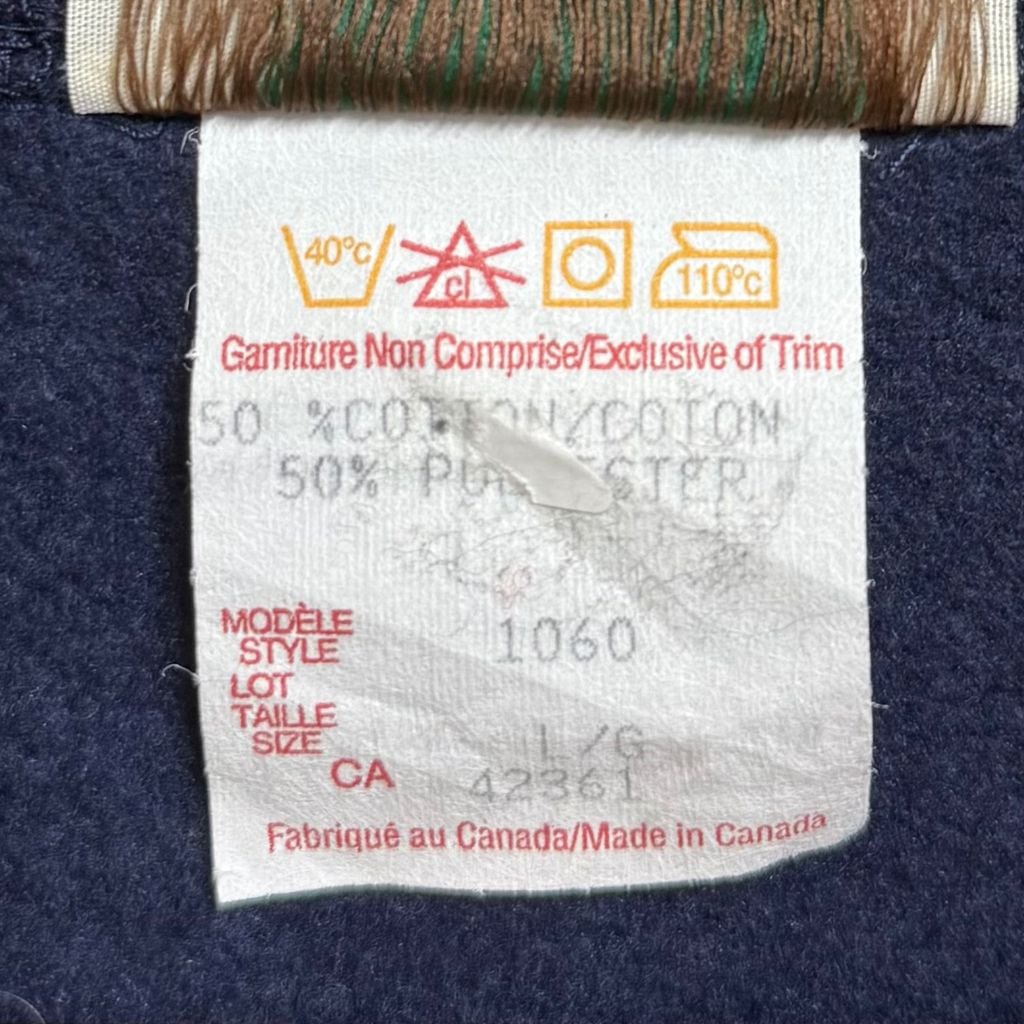 40°c cl 110°c
Garniture Non Comprise/Exclusive of Trim
50 %COTTON/COTON
50% POLYESTER
MODÈLE
STYLE 1060
LOT
TAILLE
SIZE L/G
CA 42361
Fabriqué au Canada/Made in Canada